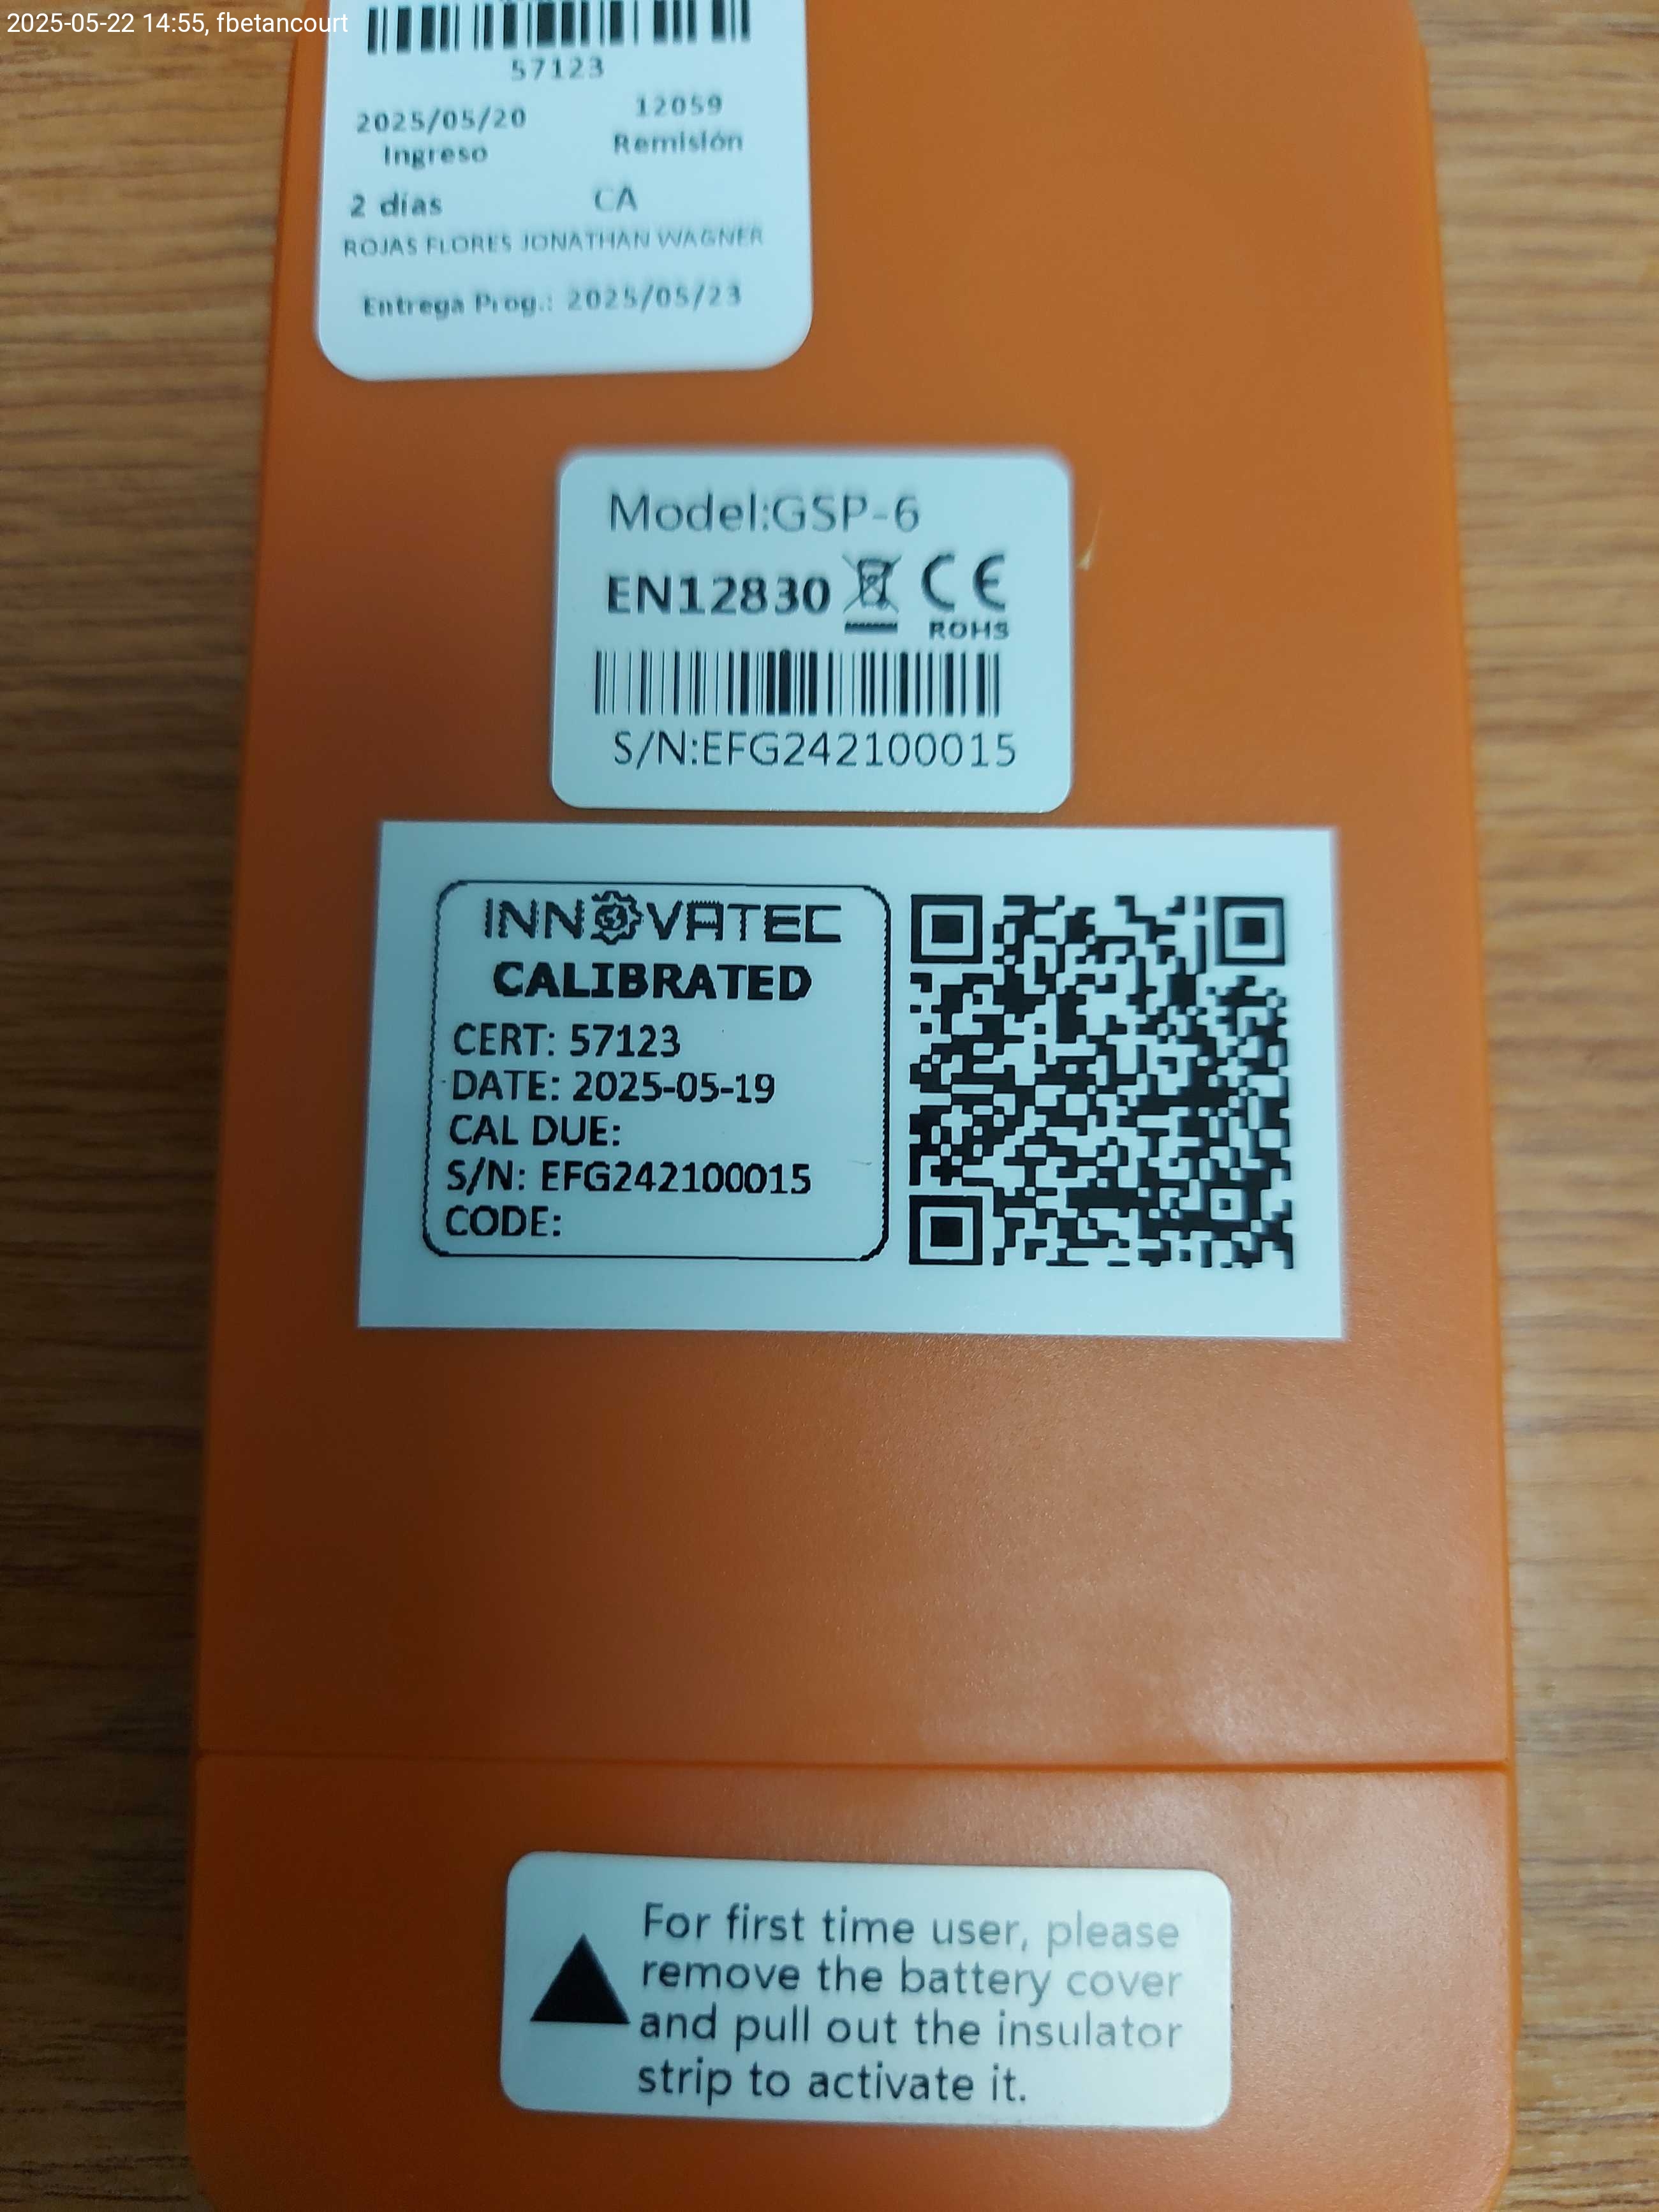 2025-05-22 14:55, fbetancourt
57123
2025/05/20 12059
Ingreso Remisión
2 días CA
ROJAS FLORES JONATHAN WAGNER
Entrega Prog.: 2025/05/23
Model:GSP-6
EN12830 CE
ROHS
S/N:EFG242100015
INNOVATEC
CALIBRATED
CERT: 57123
DATE: 2025-05-19
CAL DUE:
S/N: EFG242100015
CODE:
For first time user, please
remove the battery cover
and pull out the insulator
strip to activate it.